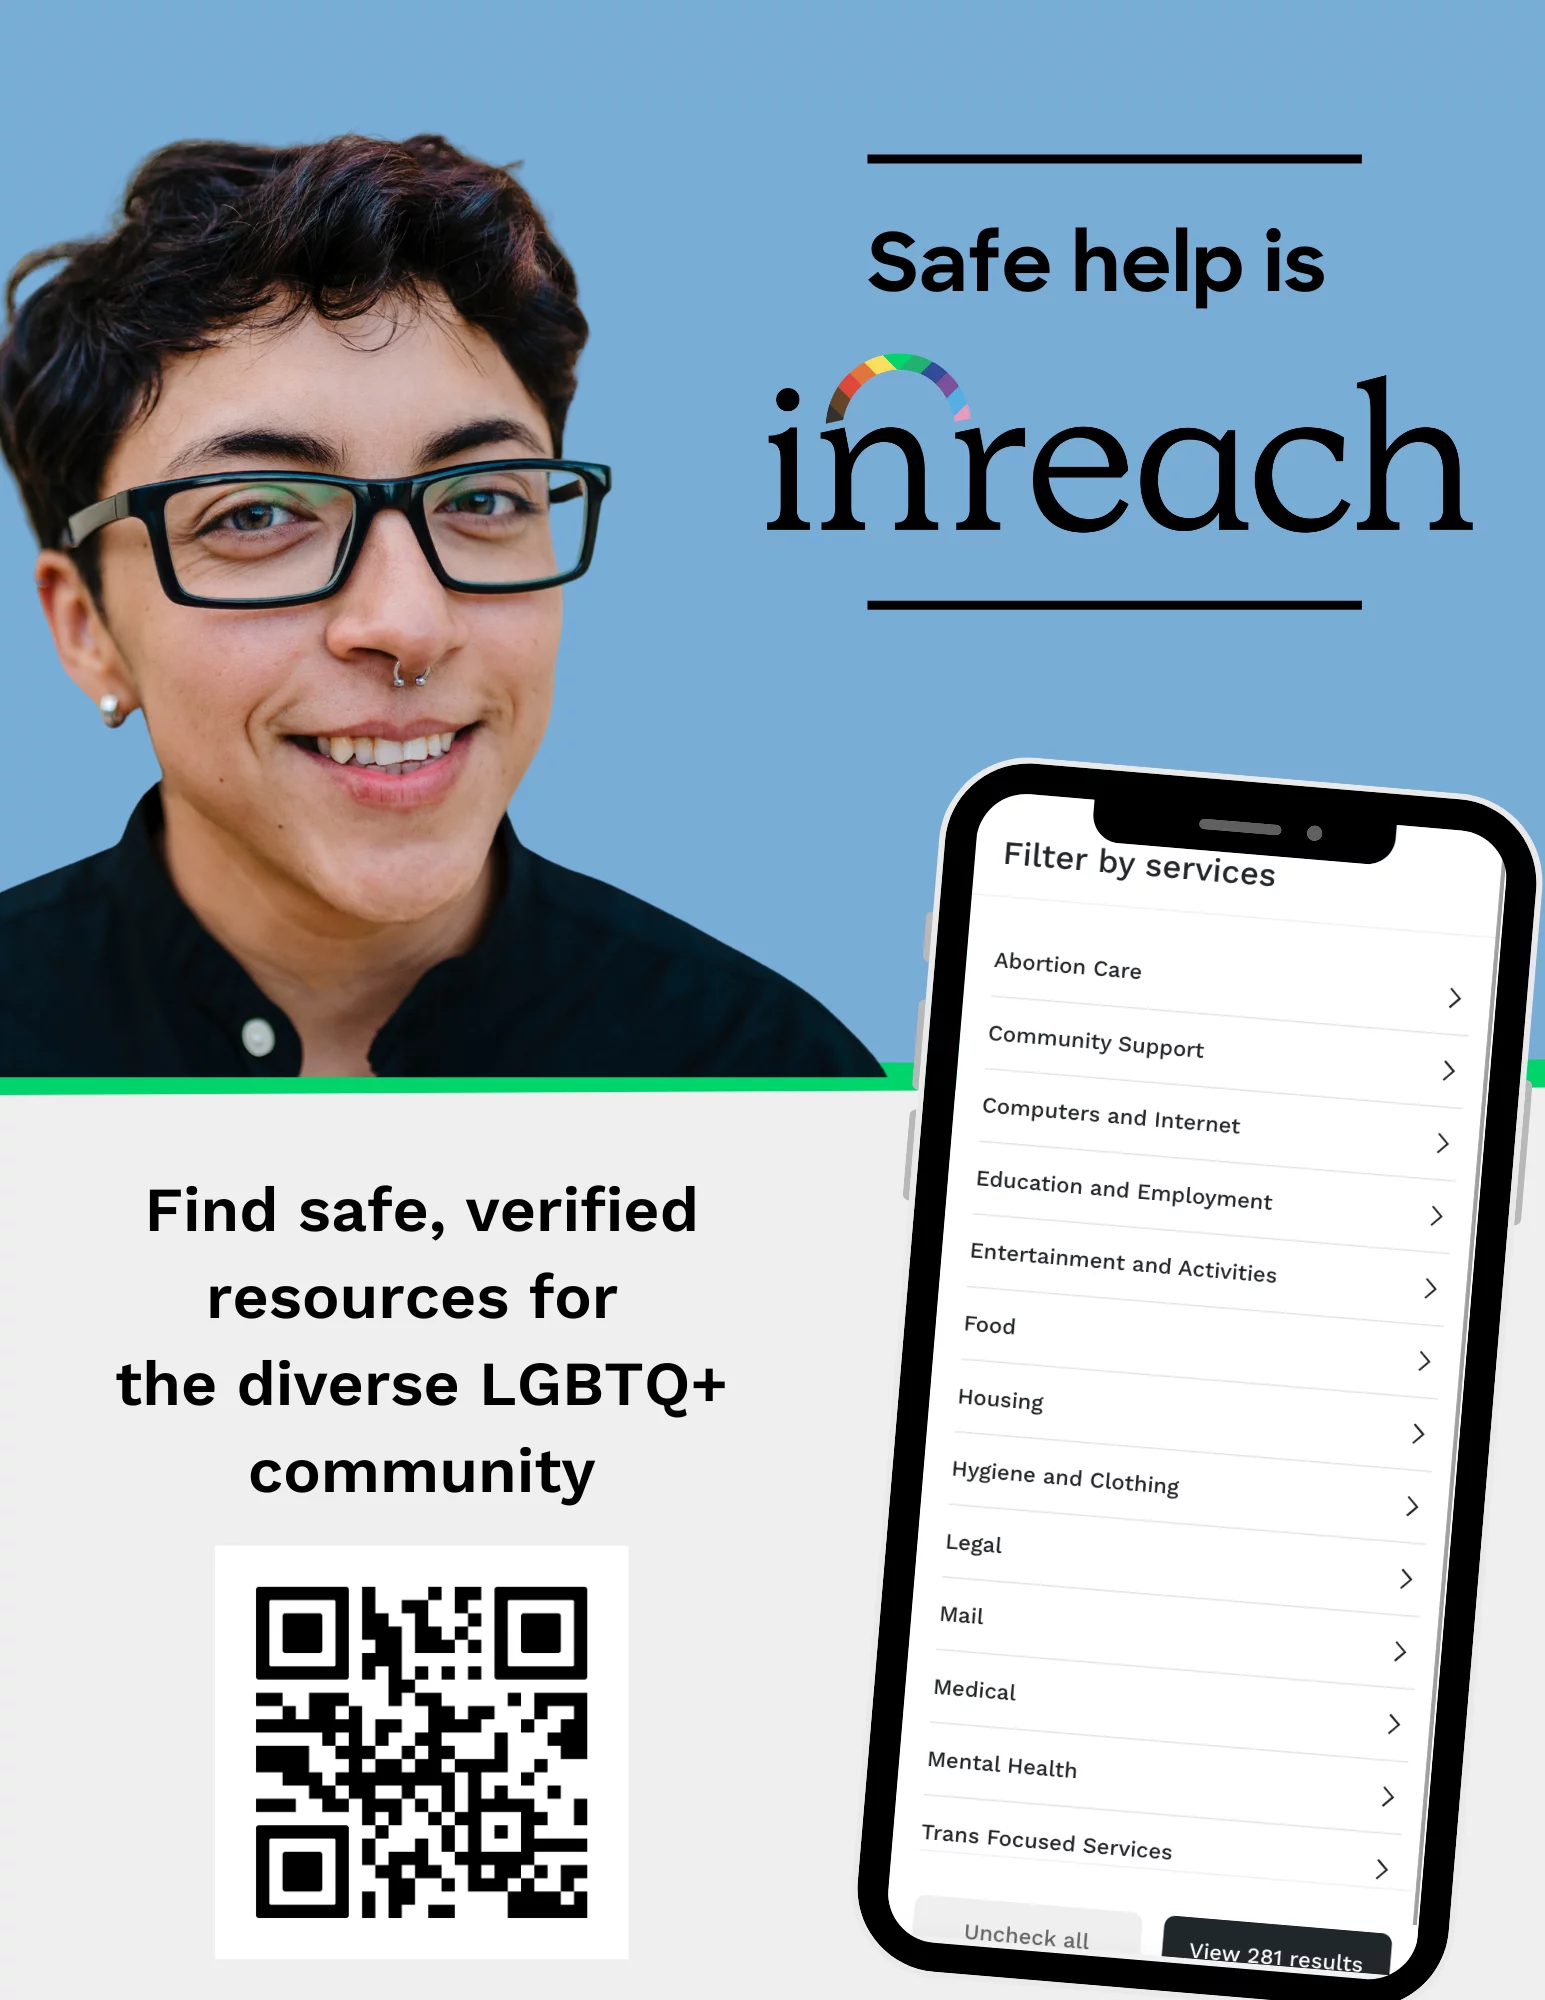 Safe help is
inreach
Find safe, verified
resources for
the diverse LGBTQ+
community
Filter by services
Abortion Care
Community Support
Computers and Internet
Education and Employment
Entertainment and Activities
Food
Housing
Hygiene and Clothing
Legal
Mail
Medical
Mental Health
Trans Focused Services
Uncheck all
View 281 results